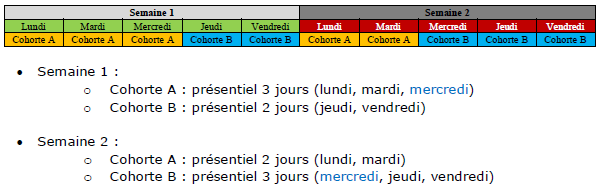 Semaine 1 Semaine 2
Lundi Mardi Mercredi Jeudi Vendredi Lundi Mardi Mercredi Jeudi Vendredi
Cohorte A Cohorte A Cohorte A Cohorte B Cohorte B Cohorte A Cohorte A Cohorte B Cohorte B Cohorte B
• Semaine 1 :
o Cohorte A : présentiel 3 jours (lundi, mardi, mercredi)
o Cohorte B : présentiel 2 jours (jeudi, vendredi)
• Semaine 2 :
o Cohorte A : présentiel 2 jours (lundi, mardi)
o Cohorte B : présentiel 3 jours (mercredi, jeudi, vendredi)